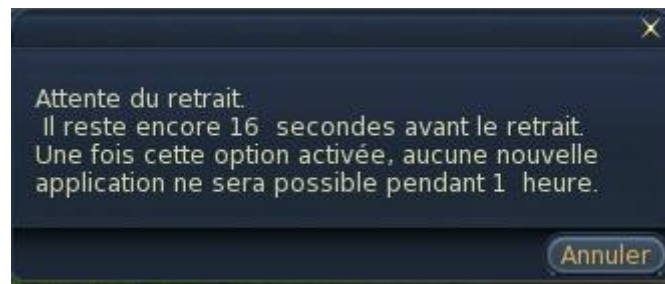 Attente du retrait.
Il reste encore 16 secondes avant le retrait.
Une fois cette option activée, aucune nouvelle
application ne sera possible pendant 1 heure.
Annuler